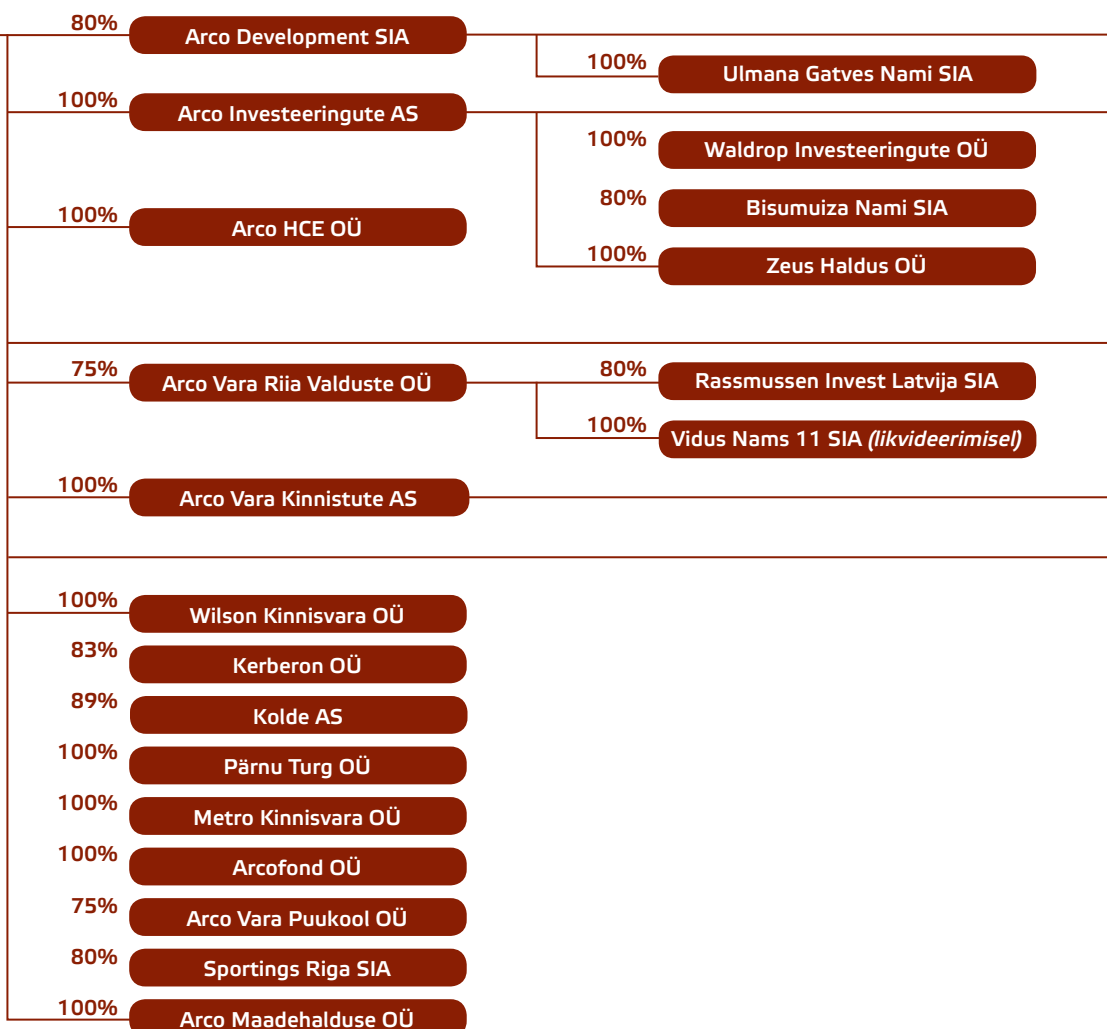 80%
Arco Development SIA
100%
Ulmana Gatves Nami SIA
100%
Arco Investeeringute AS
100%
Waldrop Investeeringute OÜ
80%
Bisumuiza Nami SIA
100%
Zeus Haldus OÜ
100%
Arco HCE OÜ
75%
Arco Vara Riia Valduste OÜ
80%
Rassmussen Invest Latvija SIA
100%
Vidus Nams 11 SIA (likvideerimisel)
100%
Arco Vara Kinnistute AS
100%
Wilson Kinnisvara OÜ
83%
Kerberon OÜ
89%
Kolde AS
100%
Pärnu Turg OÜ
100%
Metro Kinnisvara OÜ
100%
Arcofond OÜ
75%
Arco Vara Puukool OÜ
80%
Sportings Riga SIA
100%
Arco Maadehalduse OÜ